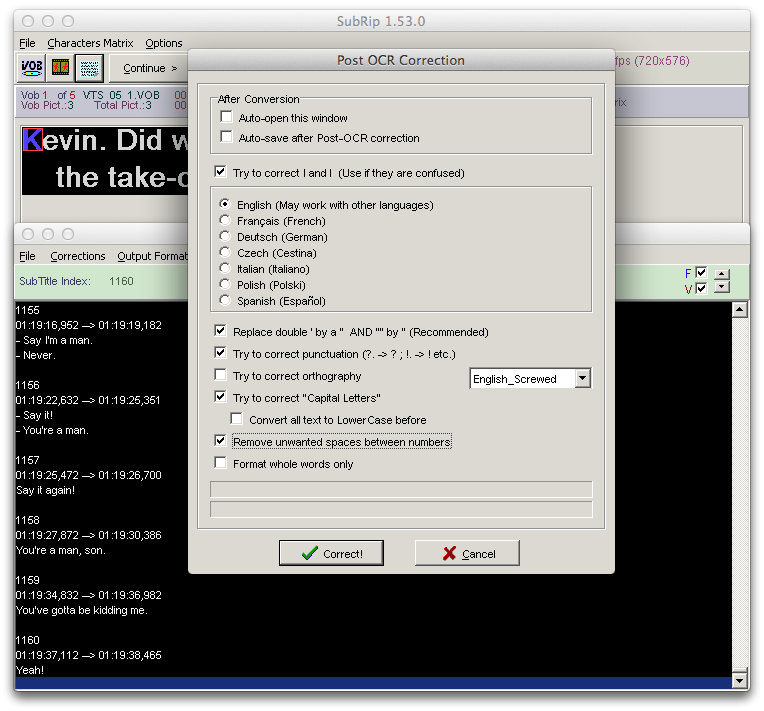 SubRip 1.53.0
File Characters Matrix Options
Post OCR Correction
VOB
Continue >
fps (720x576)
Vob 1 of 5 VTS_05_1.VOB 00
Vob Pict.:3 Total Pict.:3 00
rix
Kevin. Did w
the take-o
After Conversion
Auto-open this window
Auto-save after Post-OCR correction
Try to correct I and l (Use if they are confused)
English (May work with other languages)
Français (French)
Deutsch (German)
Czech (Cestina)
Italian (Italiano)
Polish (Polski)
Spanish (Español)
Replace double ' by a " AND "" by " (Recommended)
Try to correct punctuation (?. -> ? ; !. -> ! etc.)
Try to correct orthography
English_Screwed
Try to correct "Capital Letters"
Convert all text to LowerCase before
Remove unwanted spaces between numbers
Format whole words only
Correct!
Cancel
File Corrections Output Format
SubTitle Index: 1160
F
V
1155
01:19:16,952 --> 01:19:19,182
- Say I'm a man.
- Never.
1156
01:19:22,632 --> 01:19:25,351
- Say it!
- You're a man.
1157
01:19:25,472 --> 01:19:26,700
Say it again!
1158
01:19:27,872 --> 01:19:30,386
You're a man, son.
1159
01:19:34,832 --> 01:19:36,982
You've gotta be kidding me.
1160
01:19:37,112 --> 01:19:38,465
Yeah!